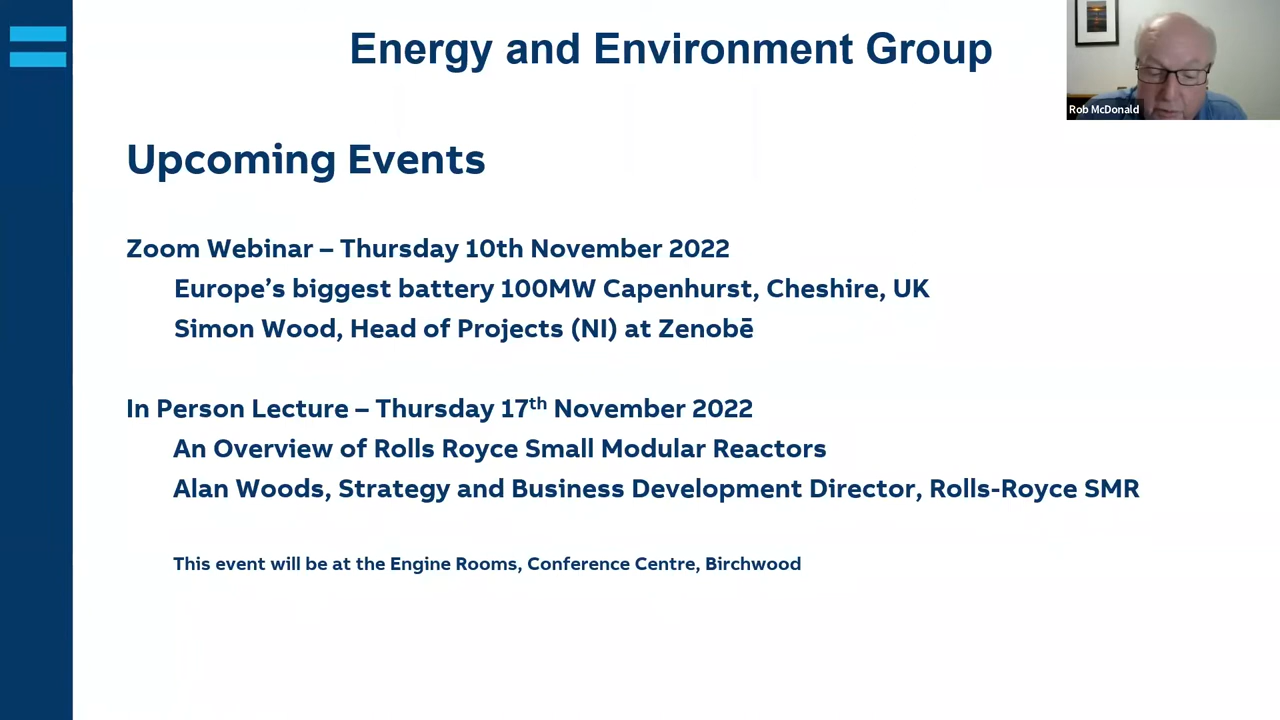 Energy and Environment Group
Rob McDonald
Upcoming Events
Zoom Webinar – Thursday 10th November 2022
Europe’s biggest battery 100MW Capenhurst, Cheshire, UK
Simon Wood, Head of Projects (NI) at Zenobē
In Person Lecture – Thursday 17th November 2022
An Overview of Rolls Royce Small Modular Reactors
Alan Woods, Strategy and Business Development Director, Rolls-Royce SMR
This event will be at the Engine Rooms, Conference Centre, Birchwood